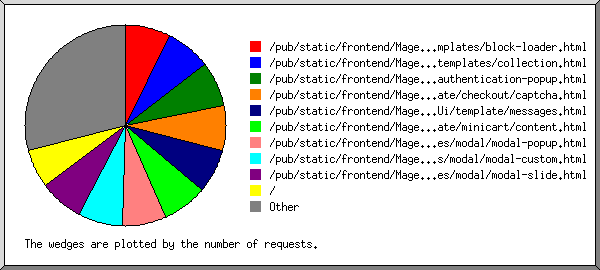 /pub/static/frontend/Mage...mplates/block-loader.html
/pub/static/frontend/Mage...templates/collection.html
/pub/static/frontend/Mage...authentication-popup.html
/pub/static/frontend/Mage...ate/checkout/captcha.html
/pub/static/frontend/Mage...Ui/template/messages.html
/pub/static/frontend/Mage...ate/minicart/content.html
/pub/static/frontend/Mage...es/modal/modal-popup.html
/pub/static/frontend/Mage...s/modal/modal-custom.html
/pub/static/frontend/Mage...es/modal/modal-slide.html
/
Other
The wedges are plotted by the number of requests.